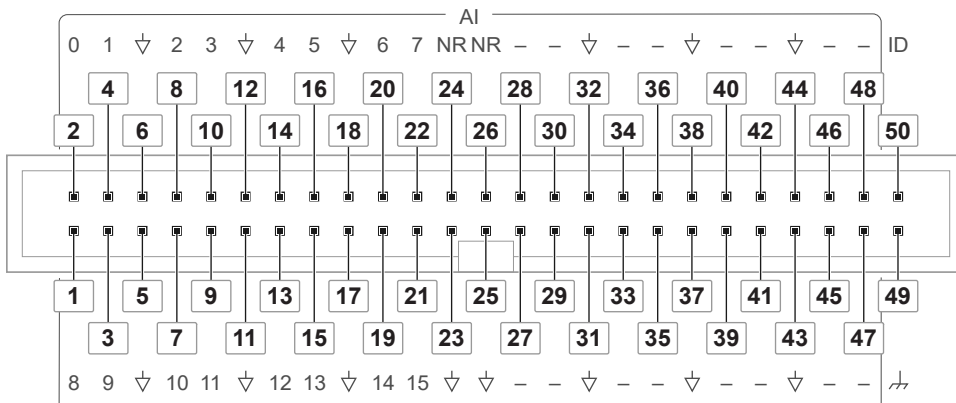 AI
0 1 2 3 4 5 6 7 NR NR – – – – – – – – ID
4 8 12 16 20 24 28 32 36 40 44 48
2 6 10 14 18 22 26 30 34 38 42 46 50
1 5 9 13 17 21 25 29 33 37 41 45 49
3 7 11 15 19 23 27 31 35 39 43 47
8 9 10 11 12 13 14 15 – – – – – – – –